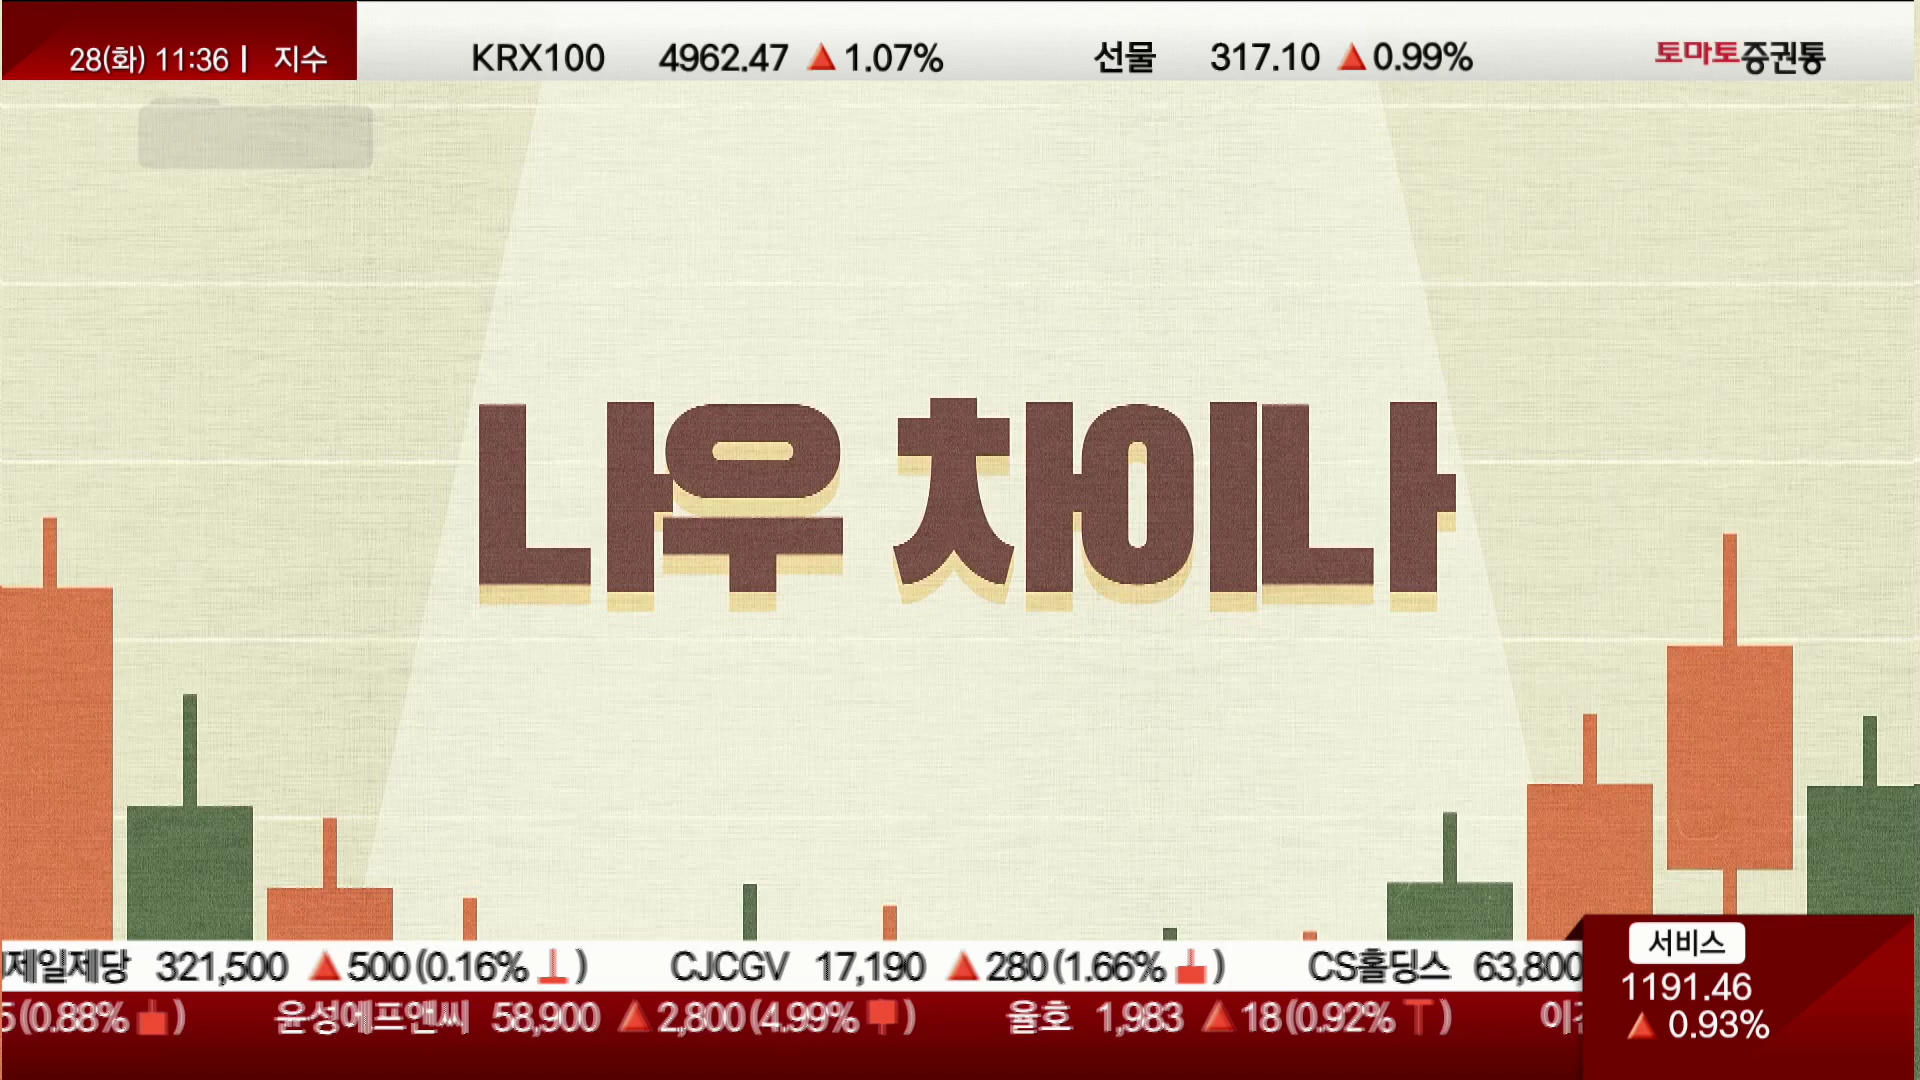 28(화) 11:36 | 지수 KRX100 4962.47 ▲ 1.07% 선물 317.10 ▲ 0.99% 토마토증권통
나우 차이나
제일제당 321,500 ▲ 500 (0.16% ) CJCGV 17,190 ▲ 280 (1.66% ) CS홀딩스 63,800
5 (0.88% ) 윤성에프앤씨 58,900 ▲ 2,800 (4.99% ) 율호 1,983 ▲ 18 (0.92% )
서비스
1191.46
▲ 0.93%